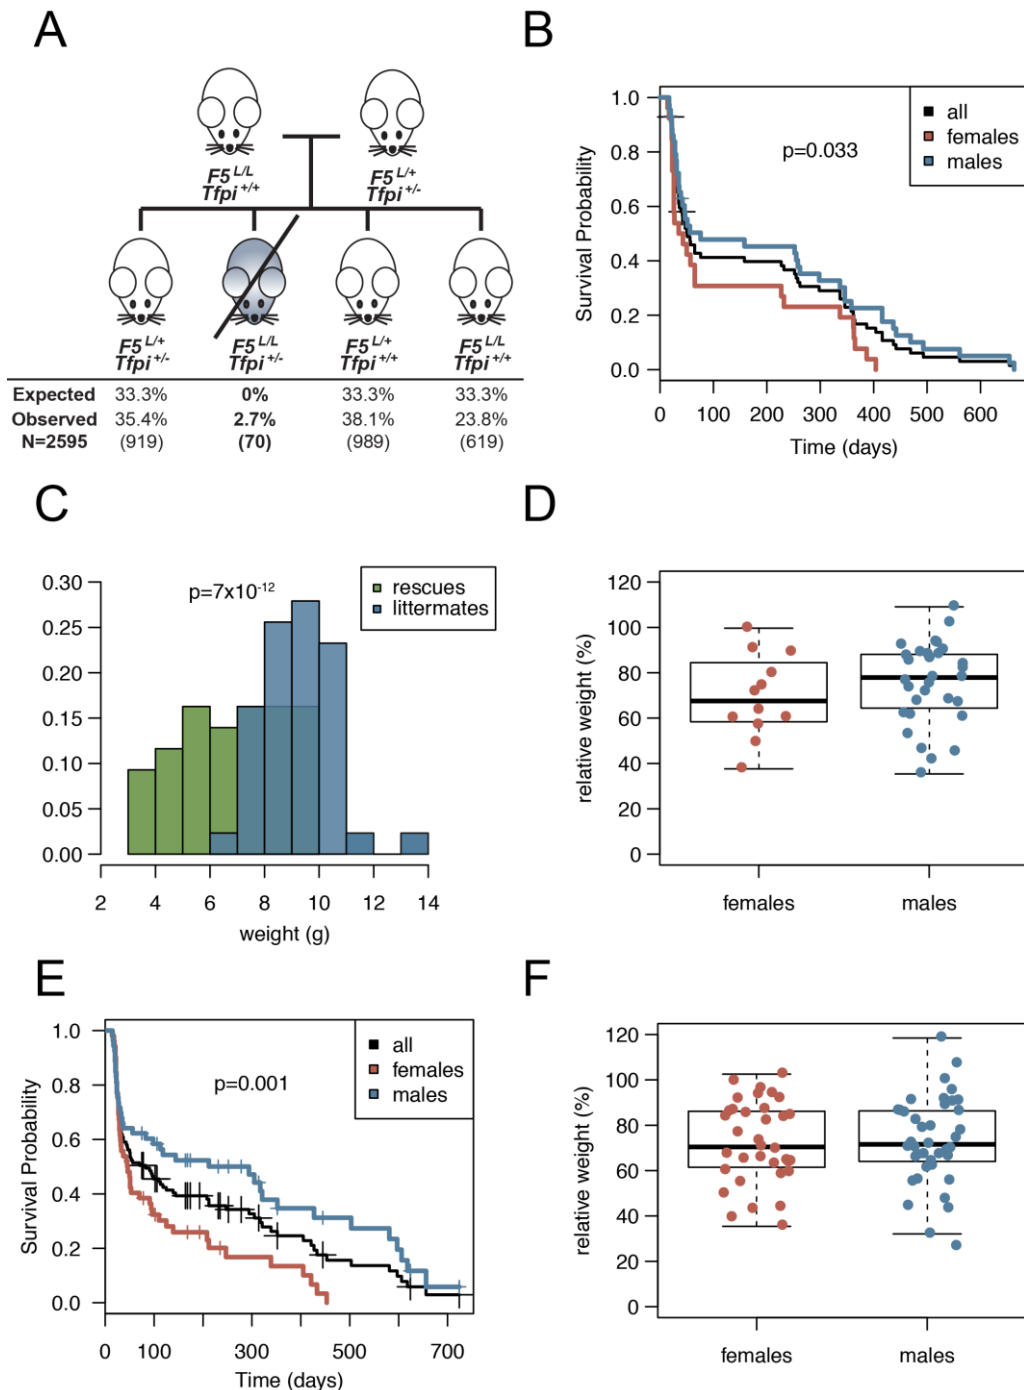 A
F5 L/L
Tfpi +/+
F5 L/+
Tfpi +/-
F5 L/+
Tfpi +/-
F5 L/L
Tfpi +/-
F5 L/+
Tfpi +/+
F5 L/L
Tfpi +/+
Expected 33.3% 0% 33.3% 33.3%
Observed 35.4% 2.7% 38.1% 23.8%
N=2595 (919) (70) (989) (619)
B
Survival Probability
1.0
0.8
0.6
0.4
0.2
0.0
p=0.033
all
females
males
0 100 200 300 400 500 600
Time (days)
C
0.30
0.25
0.20
0.15
0.10
0.05
0.00
p=7x10-12
rescues
littermates
2 4 6 8 10 12 14
weight (g)
D
relative weight (%)
120
100
80
60
40
20
0
females males
E
Survival Probability
1.0
0.8
0.6
0.4
0.2
0.0
p=0.001
all
females
males
0 100 300 500 700
Time (days)
F
relative weight (%)
120
100
80
60
40
20
0
females males